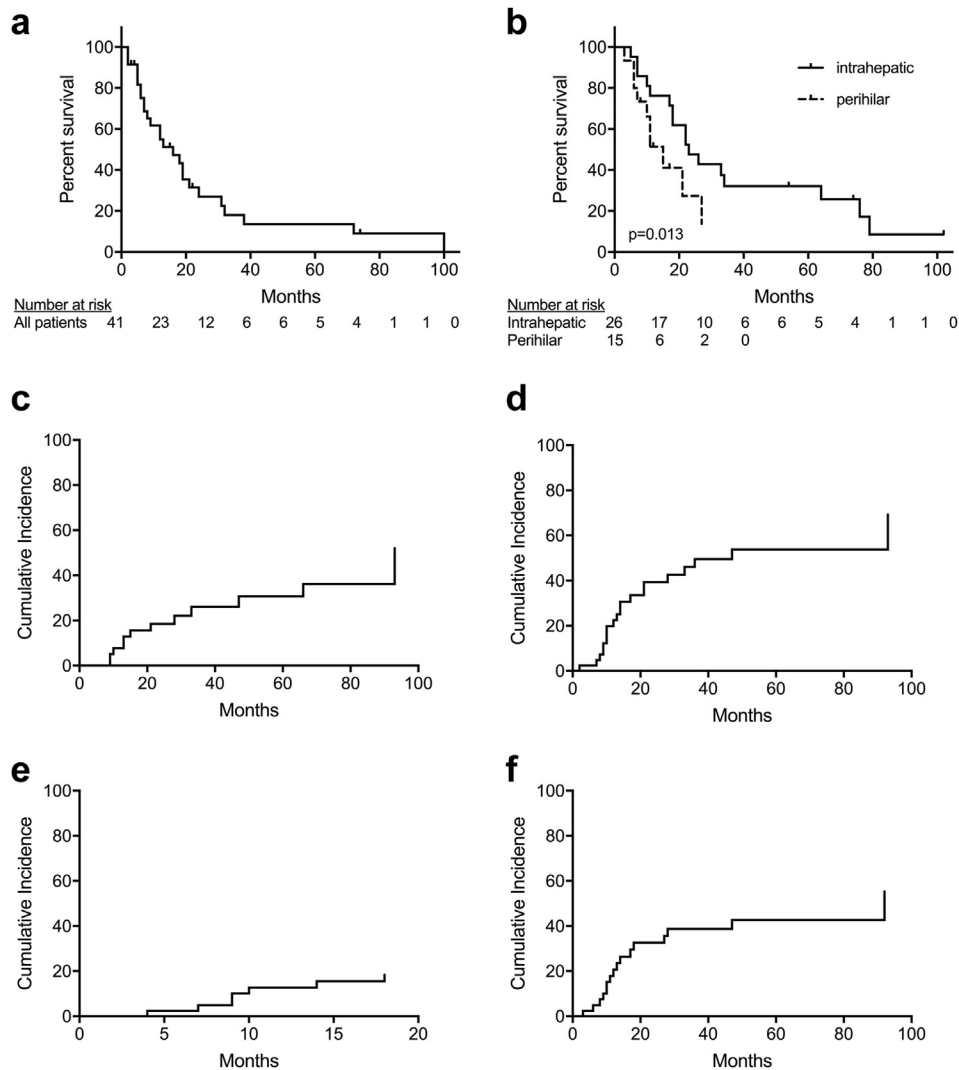 a
100
80
60
40
20
0
Percent survival
0 20 40 60 80 100
Months
Number at risk
All patients 41 23 12 6 6 5 4 1 1 0
b
100
80
60
40
20
0
Percent survival
intrahepatic
perihilar
p=0.013
0 20 40 60 80 100
Months
Number at risk
Intrahepatic 26 17 10 6 6 5 4 1 1 0
Perihilar 15 6 2 0
c
100
80
60
40
20
0
Cumulative Incidence
0 20 40 60 80 100
Months
d
100
80
60
40
20
0
Cumulative Incidence
0 20 40 60 80 100
Months
e
100
80
60
40
20
0
Cumulative Incidence
0 5 10 15 20
Months
f
100
80
60
40
20
0
Cumulative Incidence
0 20 40 60 80 100
Months